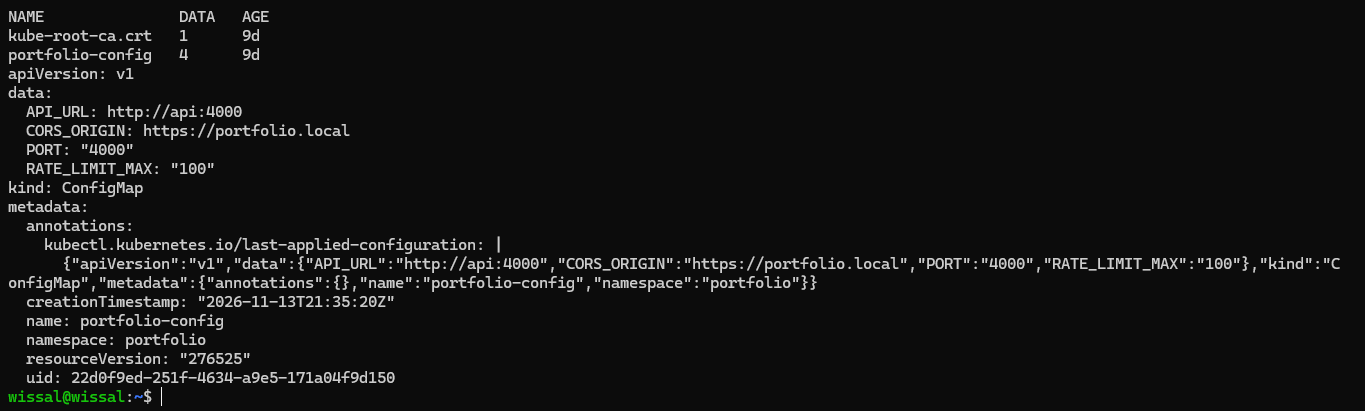 NAME               DATA   AGE
kube-root-ca.crt   1      9d
portfolio-config   4      9d
apiVersion: v1
data:
  API_URL: http://api:4000
  CORS_ORIGIN: https://portfolio.local
  PORT: "4000"
  RATE_LIMIT_MAX: "100"
kind: ConfigMap
metadata:
  annotations:
    kubectl.kubernetes.io/last-applied-configuration: |
      {"apiVersion":"v1","data":{"API_URL":"http://api:4000","CORS_ORIGIN":"https://portfolio.local","PORT":"4000","RATE_LIMIT_MAX":"100"},"kind":"C
onfigMap","metadata":{"annotations":{},"name":"portfolio-config","namespace":"portfolio"}}
  creationTimestamp: "2026-11-13T21:35:20Z"
  name: portfolio-config
  namespace: portfolio
  resourceVersion: "276525"
  uid: 22d0f9ed-251f-4634-a9e5-171a04f9d150
wissal@wissal:~$